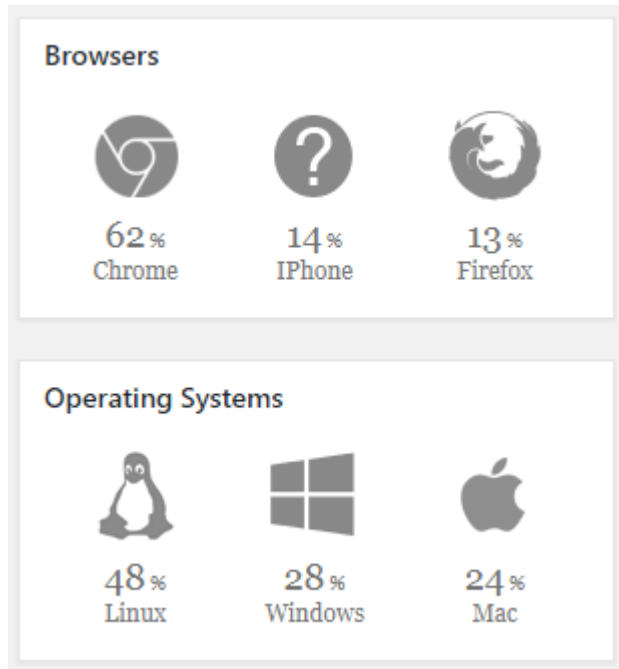 Browsers
62 % 14 % 13 %
Chrome IPhone Firefox
Operating Systems
48 % 28 % 24 %
Linux Windows Mac